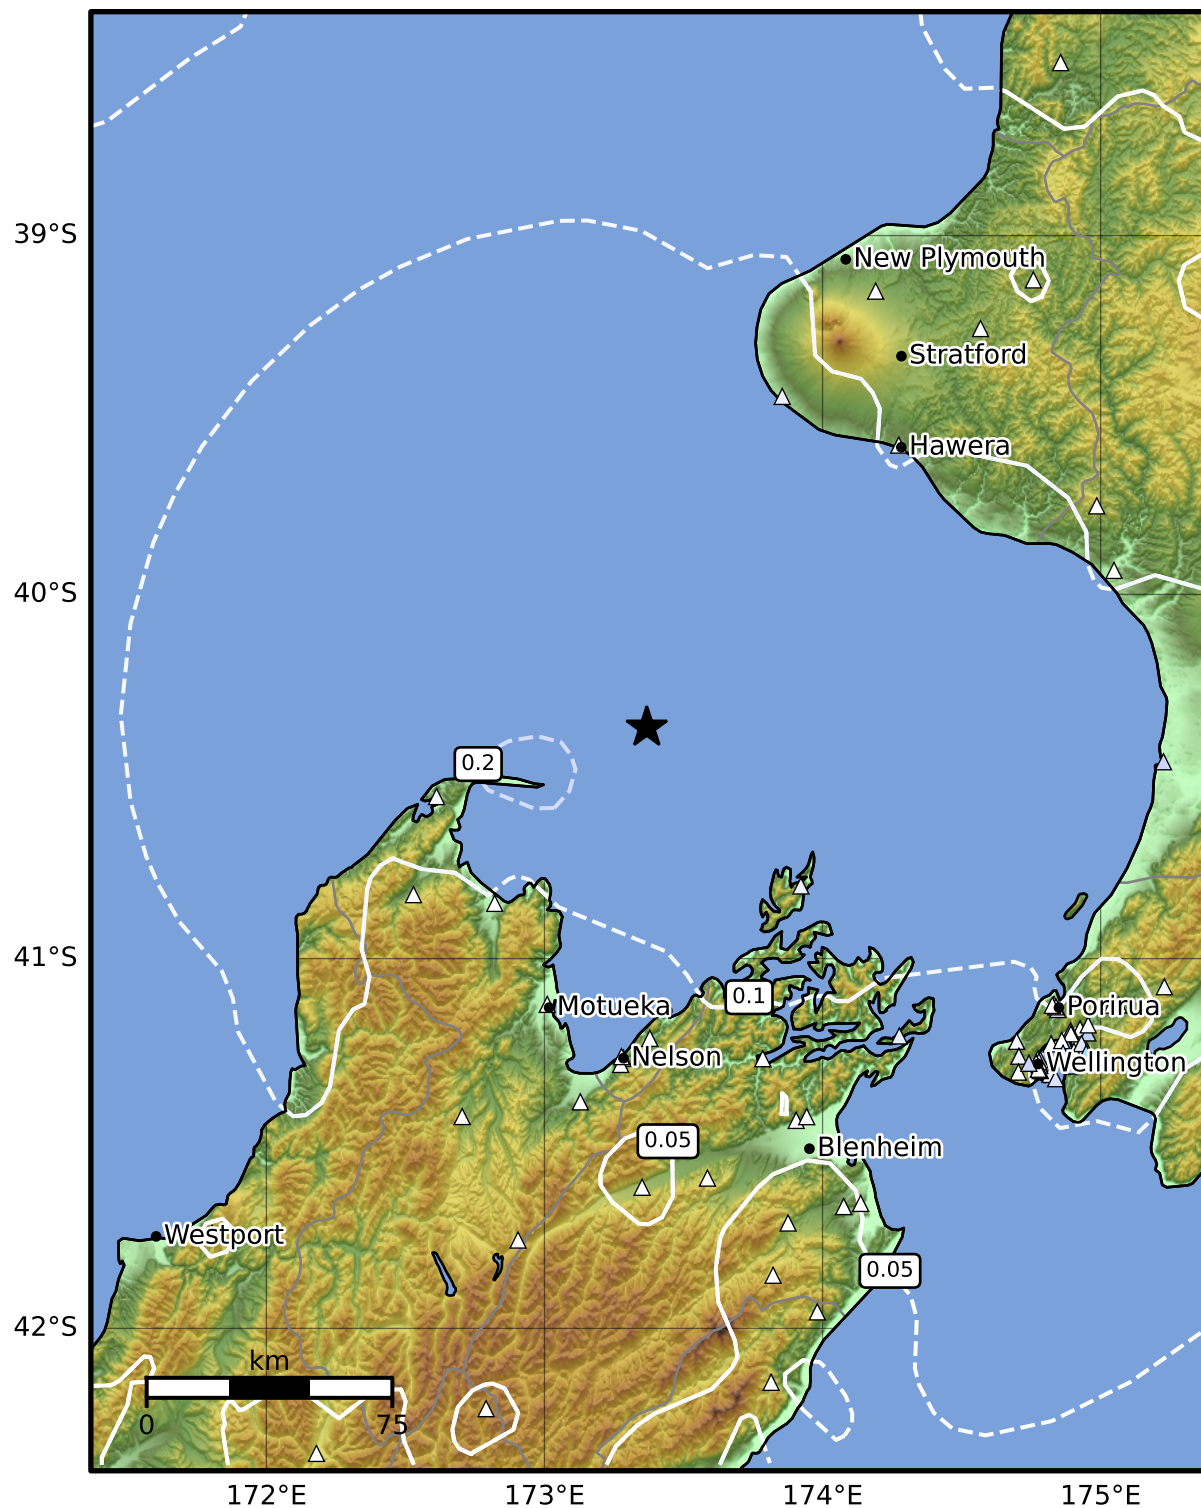 39°S
New Plymouth
Stratford
Hawera
40°S
0.2
41°S
0.1
Motueka
Porirua
Nelson
Wellington
0.05
Blenheim
Westport
0.05
42°S
km
0
75
172°E
173°E
174°E
175°E